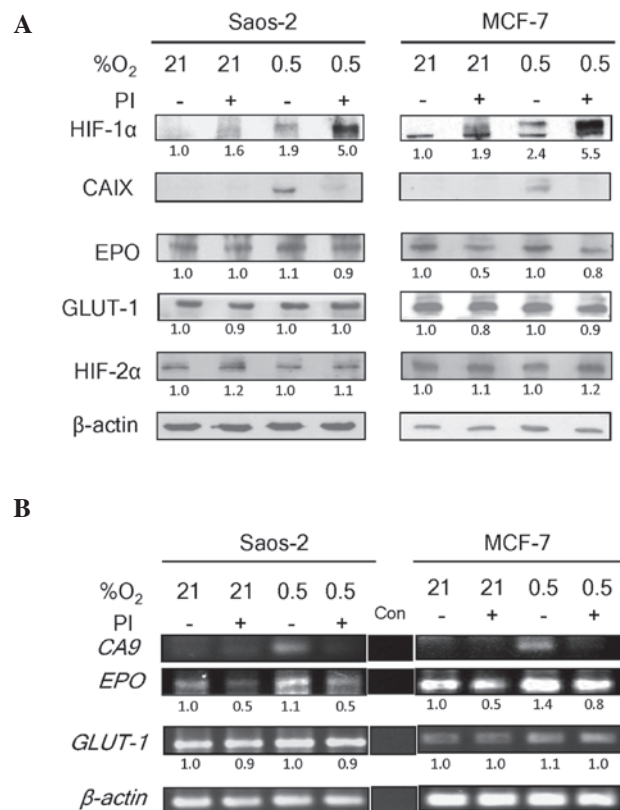 A
Saos-2 MCF-7
%O2 21 21 0.5 0.5 21 21 0.5 0.5
PI - + - + - + - +
HIF-1α
1.0 1.6 1.9 5.0 1.0 1.9 2.4 5.5
CAIX
EPO
1.0 1.0 1.1 0.9 1.0 0.5 1.0 0.8
GLUT-1
1.0 0.9 1.0 1.0 1.0 0.8 1.0 0.9
HIF-2α
1.0 1.2 1.0 1.1 1.0 1.1 1.0 1.2
β-actin
B
Saos-2 MCF-7
%O2 21 21 0.5 0.5 21 21 0.5 0.5
PI - + - + Con - + - +
CA9
EPO
1.0 0.5 1.1 0.5 1.0 0.5 1.4 0.8
GLUT-1
1.0 0.9 1.0 0.9 1.0 1.0 1.1 1.0
β-actin